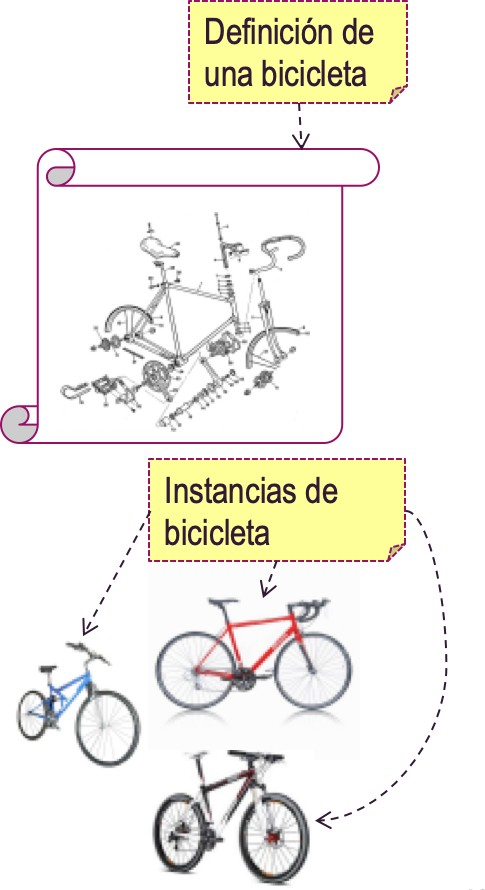 Definición de
una bicicleta
Instancias de
bicicleta